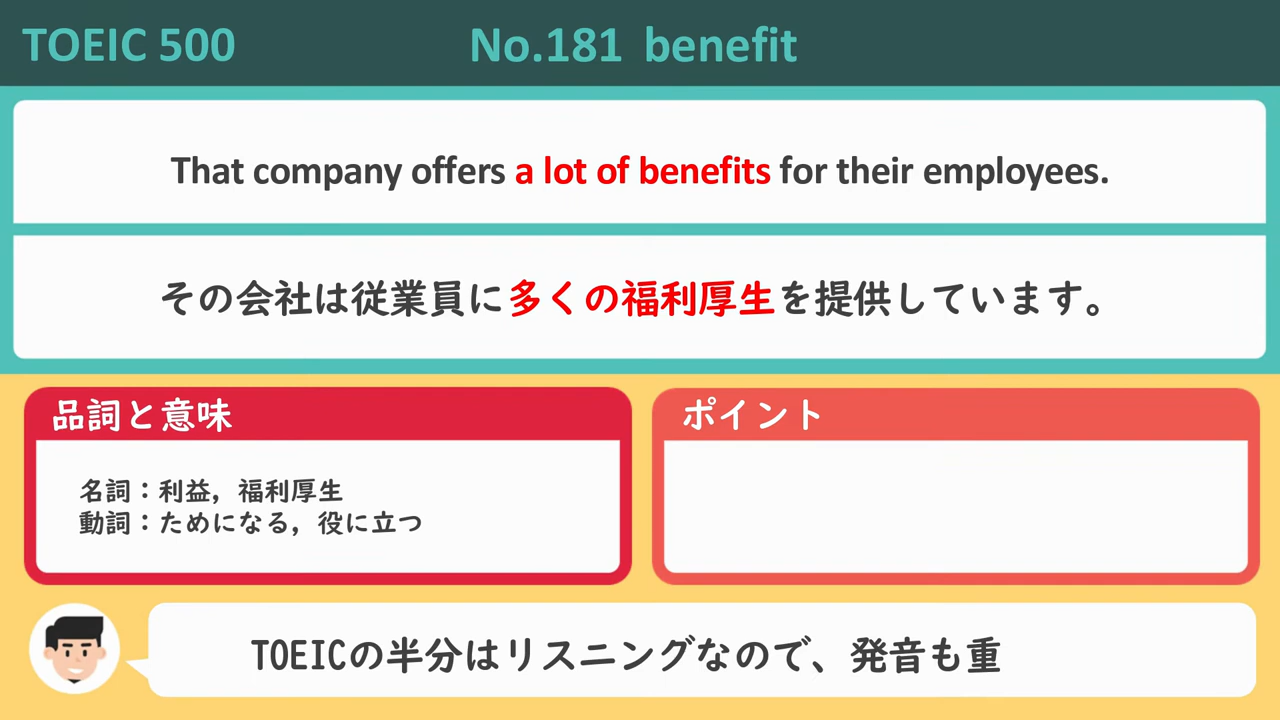 TOEIC 500
No.181 benefit
That company offers a lot of benefits for their employees.
その会社は従業員に多くの福利厚生を提供しています。
品詞と意味
名詞：利益，福利厚生
動詞：ためになる，役に立つ
ポイント
TOEICの半分はリスニングなので、発音も重